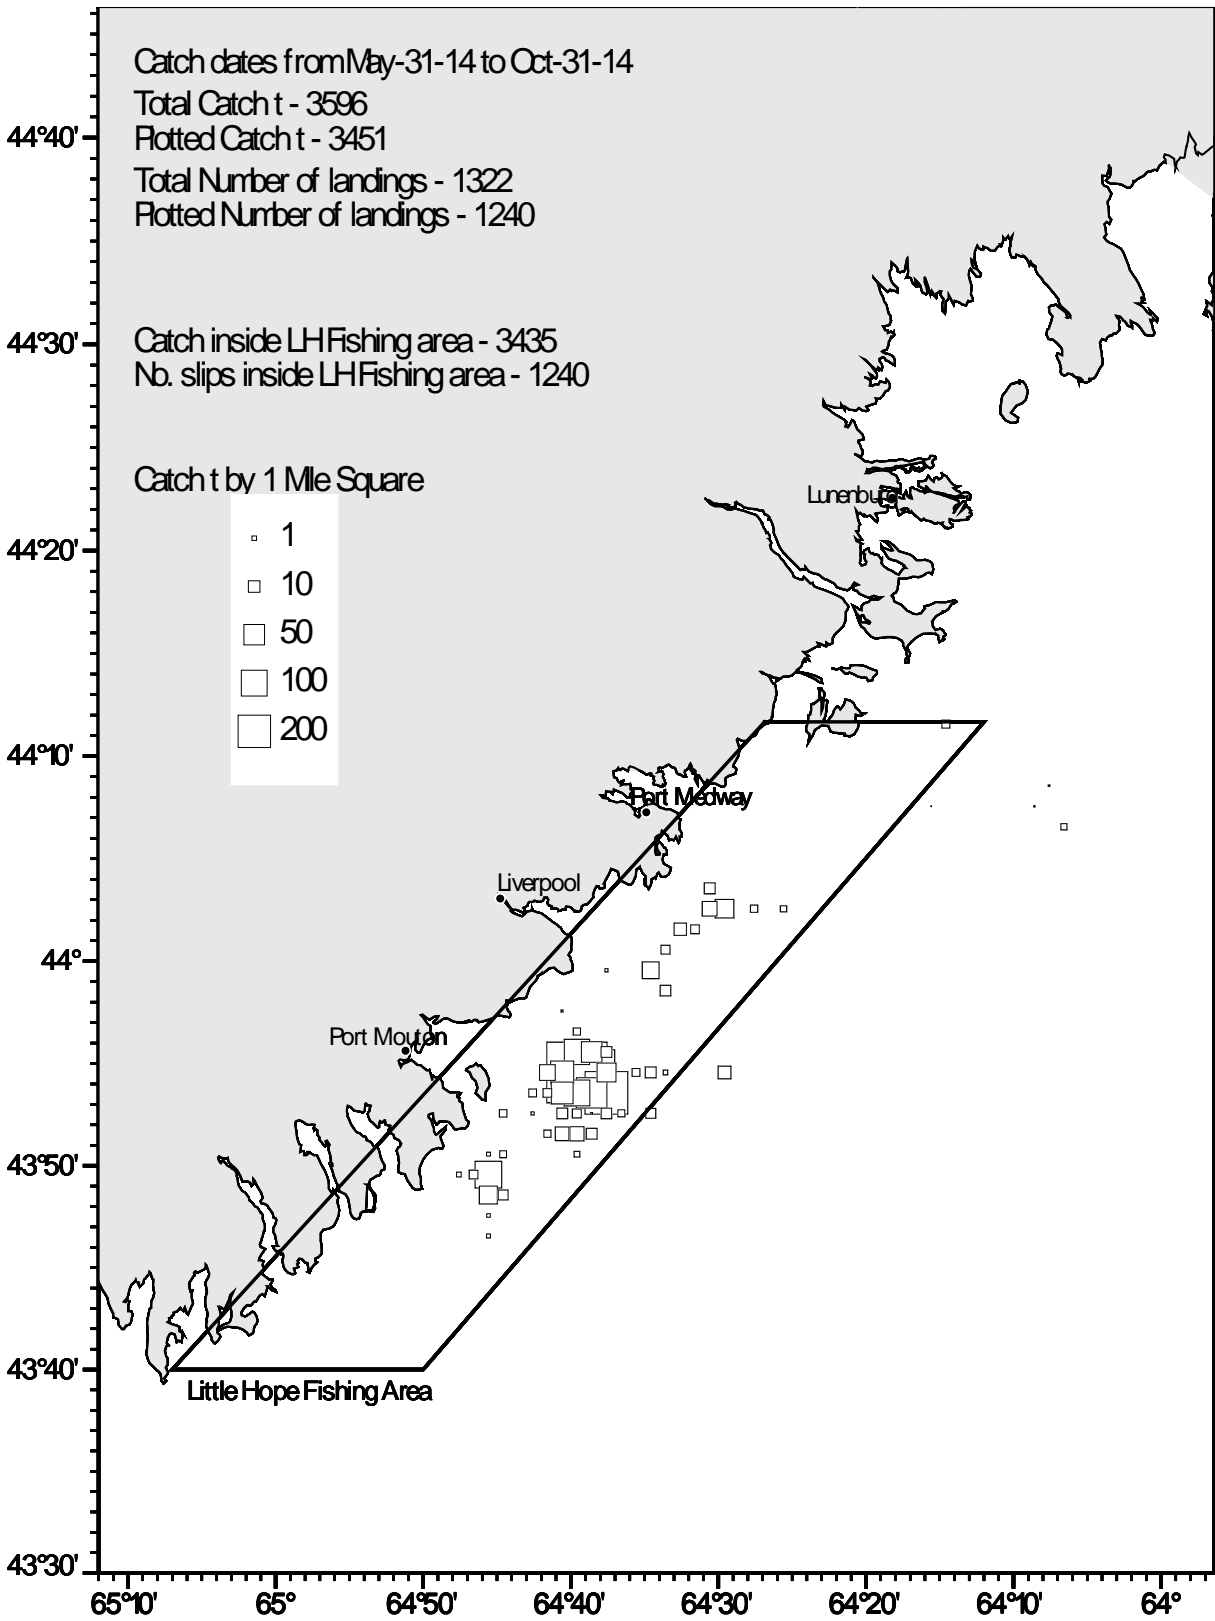 Catch dates from May-31-14 to Oct-31-14
Total Catch t - 3596
Plotted Catch t - 3451
Total Number of landings - 1322
Plotted Number of landings - 1240
Catch inside LH Fishing area - 3435
No. slips inside LH Fishing area - 1240
Catch t by 1 Mile Square
1
10
50
100
200
Lunenburg
Port Medway
Liverpool
Port Mouton
Little Hope Fishing Area
44°40'
44°30'
44°20'
44°10'
44°
43°50'
43°40'
43°30'
65°10' 65° 64°50' 64°40' 64°30' 64°20' 64°10' 64°